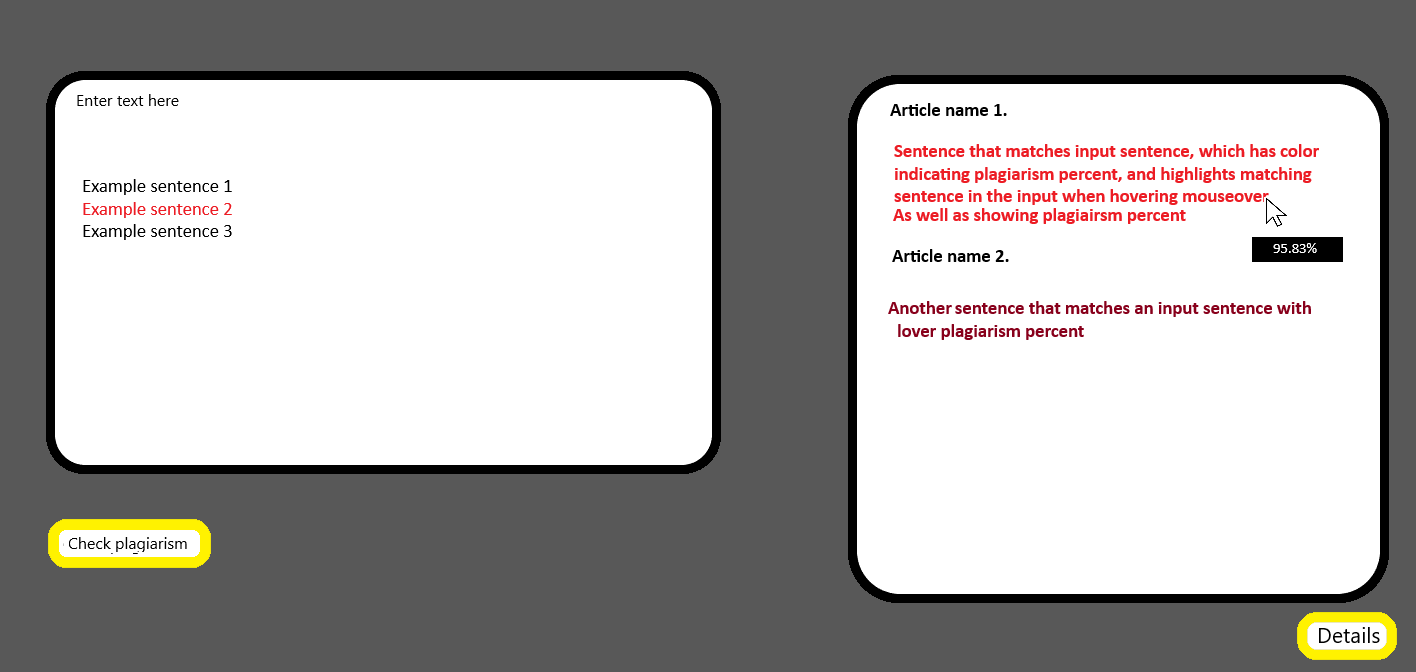 Enter text here
Example sentence 1
Example sentence 2
Example sentence 3
Check plagiarism
Article name 1.
Sentence that matches input sentence, which has color
indicating plagiarism percent, and highlights matching
sentence in the input when hovering mouseover
As well as showing plagiairsm percent
95.83%
Article name 2.
Another sentence that matches an input sentence with
lover plagiarism percent
Details